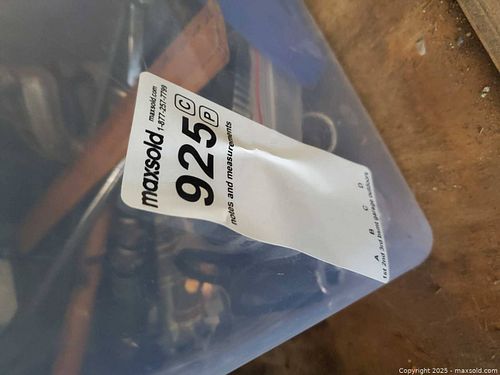 maxsold
maxsold.com
1-877-257-7799
925
C
P
notes and measurements
A B C D
1st 2nd 3rd bsmt garage outdoors
Copyright 2025 - maxsold.com